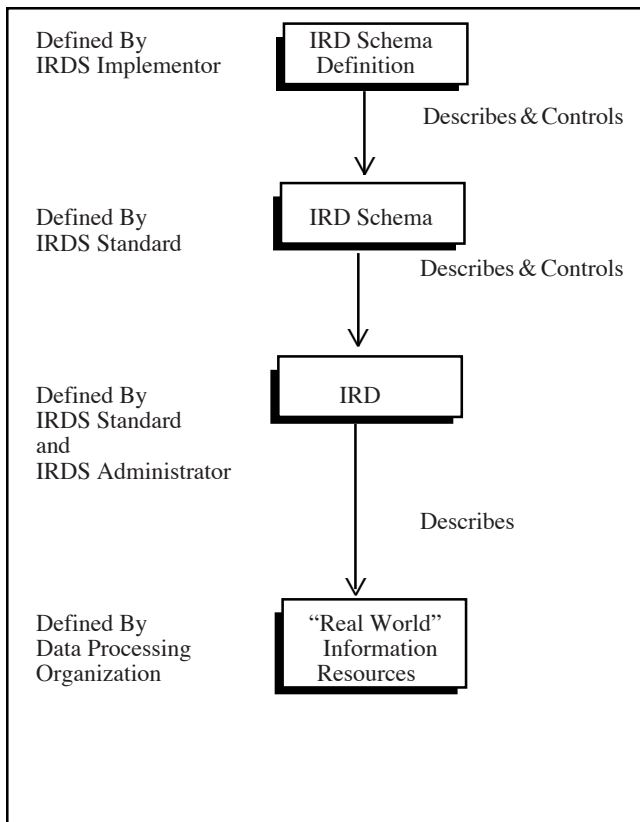 Defined By
IRDS Implementor
IRD Schema
Definition
Describes & Controls
Defined By
IRDS Standard
IRD Schema
Describes & Controls
Defined By
IRDS Standard
and
IRDS Administrator
IRD
Describes
Defined By
Data Processing
Organization
“Real World”
Information
Resources